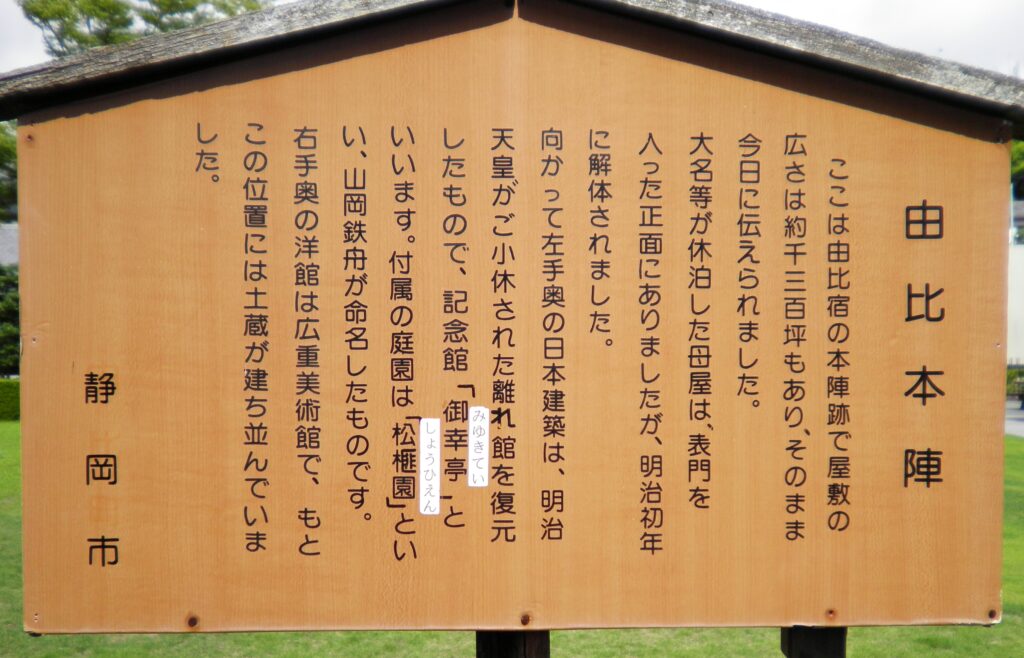 由比本陣
ここは由比宿の本陣跡で屋敷の
広さは約千三百坪もあり、そのまま
今日に伝えられました。
大名等が休泊した母屋は、表門を
入った正面にありましたが、明治初年
に解体されました。
向かって左手奥の日本建築は、明治
天皇がご小休された離れ館を復元
したもので、記念館「御幸亭」と
みゆきてい
いいます。付属の庭園は「松榧園」とい
しょうひえん
い、山岡鉄舟が命名したものです。
右手奥の洋館は広重美術館で、もと
この位置には土蔵が建ち並んでいま
した。
静岡市